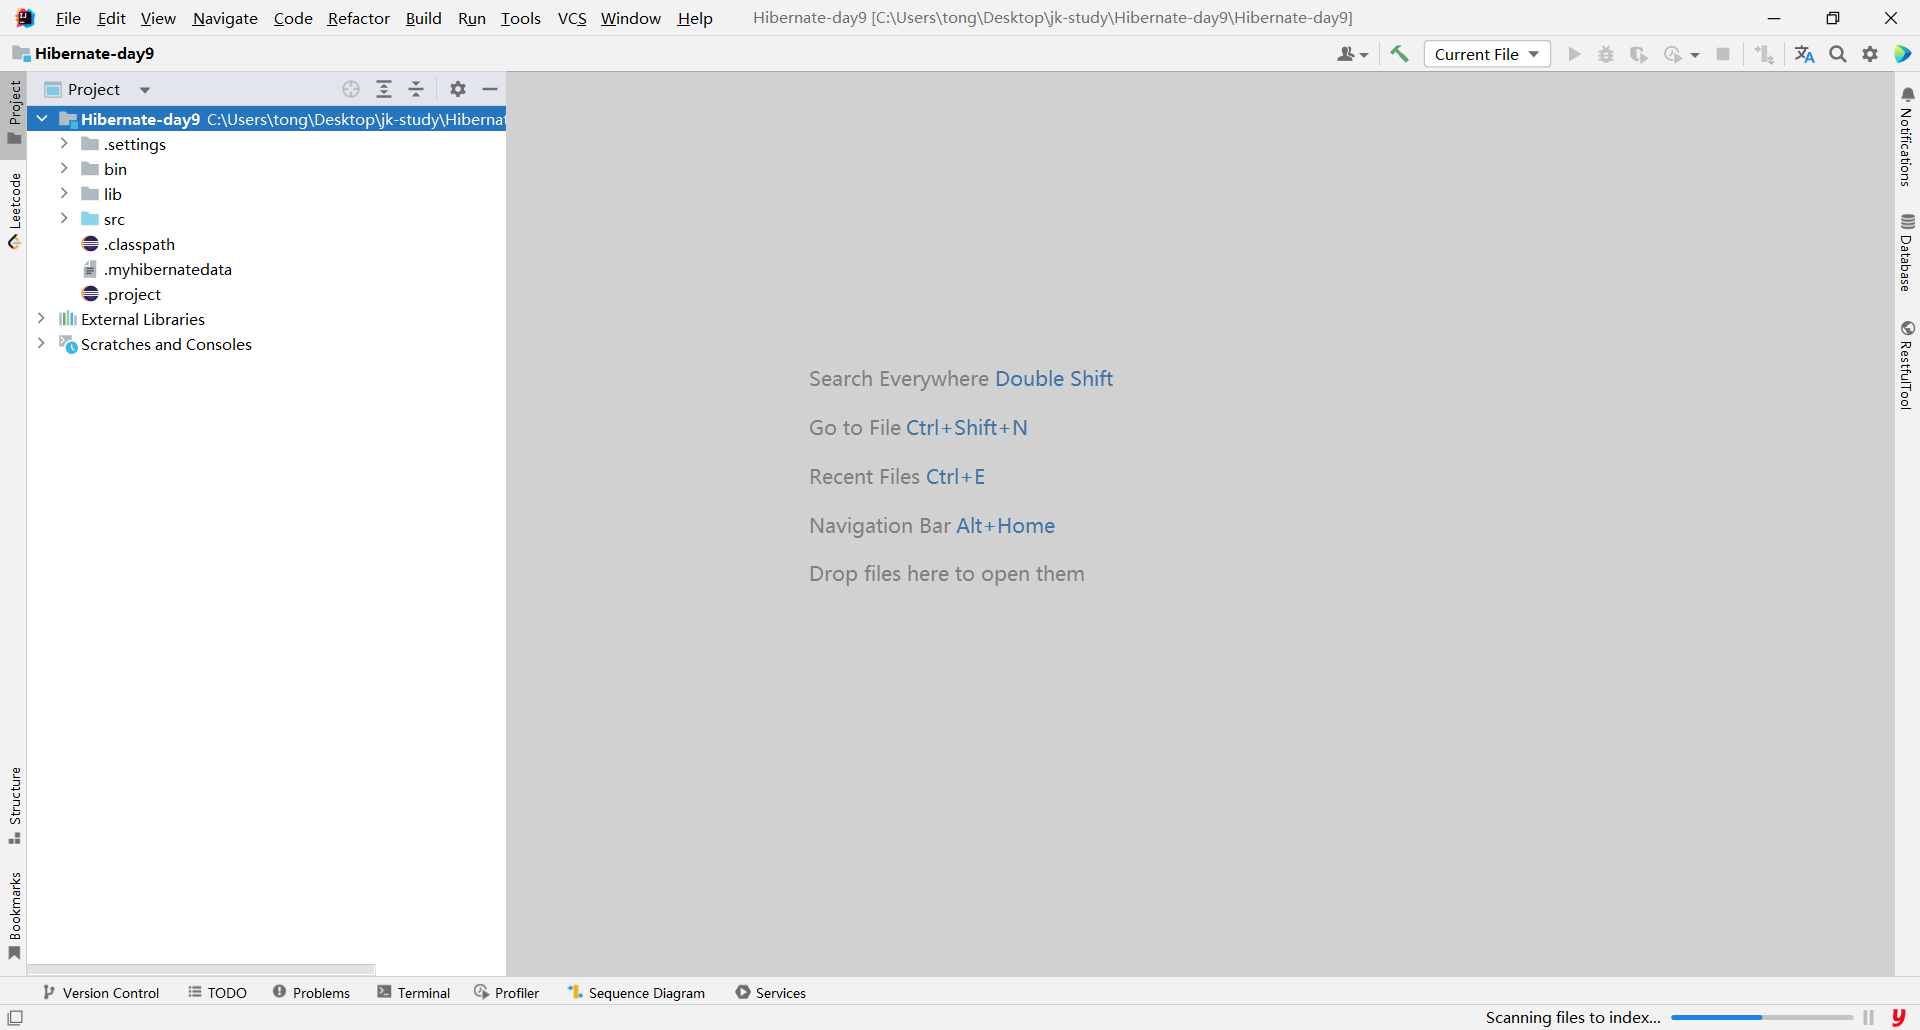 File Edit View Navigate Code Refactor Build Run Tools VCS Window Help Hibernate-day9 [C:\Users\tong\Desktop\jk-study\Hibernate-day9\Hibernate-day9]
Hibernate-day9
Current File
Project
Project
Hibernate-day9 C:\Users\tong\Desktop\jk-study\Hibernat
.settings
bin
lib
src
.classpath
.myhibernatedata
.project
External Libraries
Scratches and Consoles
Leetcode
Structure
Bookmarks
Search Everywhere Double Shift
Go to File Ctrl+Shift+N
Recent Files Ctrl+E
Navigation Bar Alt+Home
Drop files here to open them
Notifications
Database
RestfulTool
Version Control TODO Problems Terminal Profiler Sequence Diagram Services
Scanning files to index...